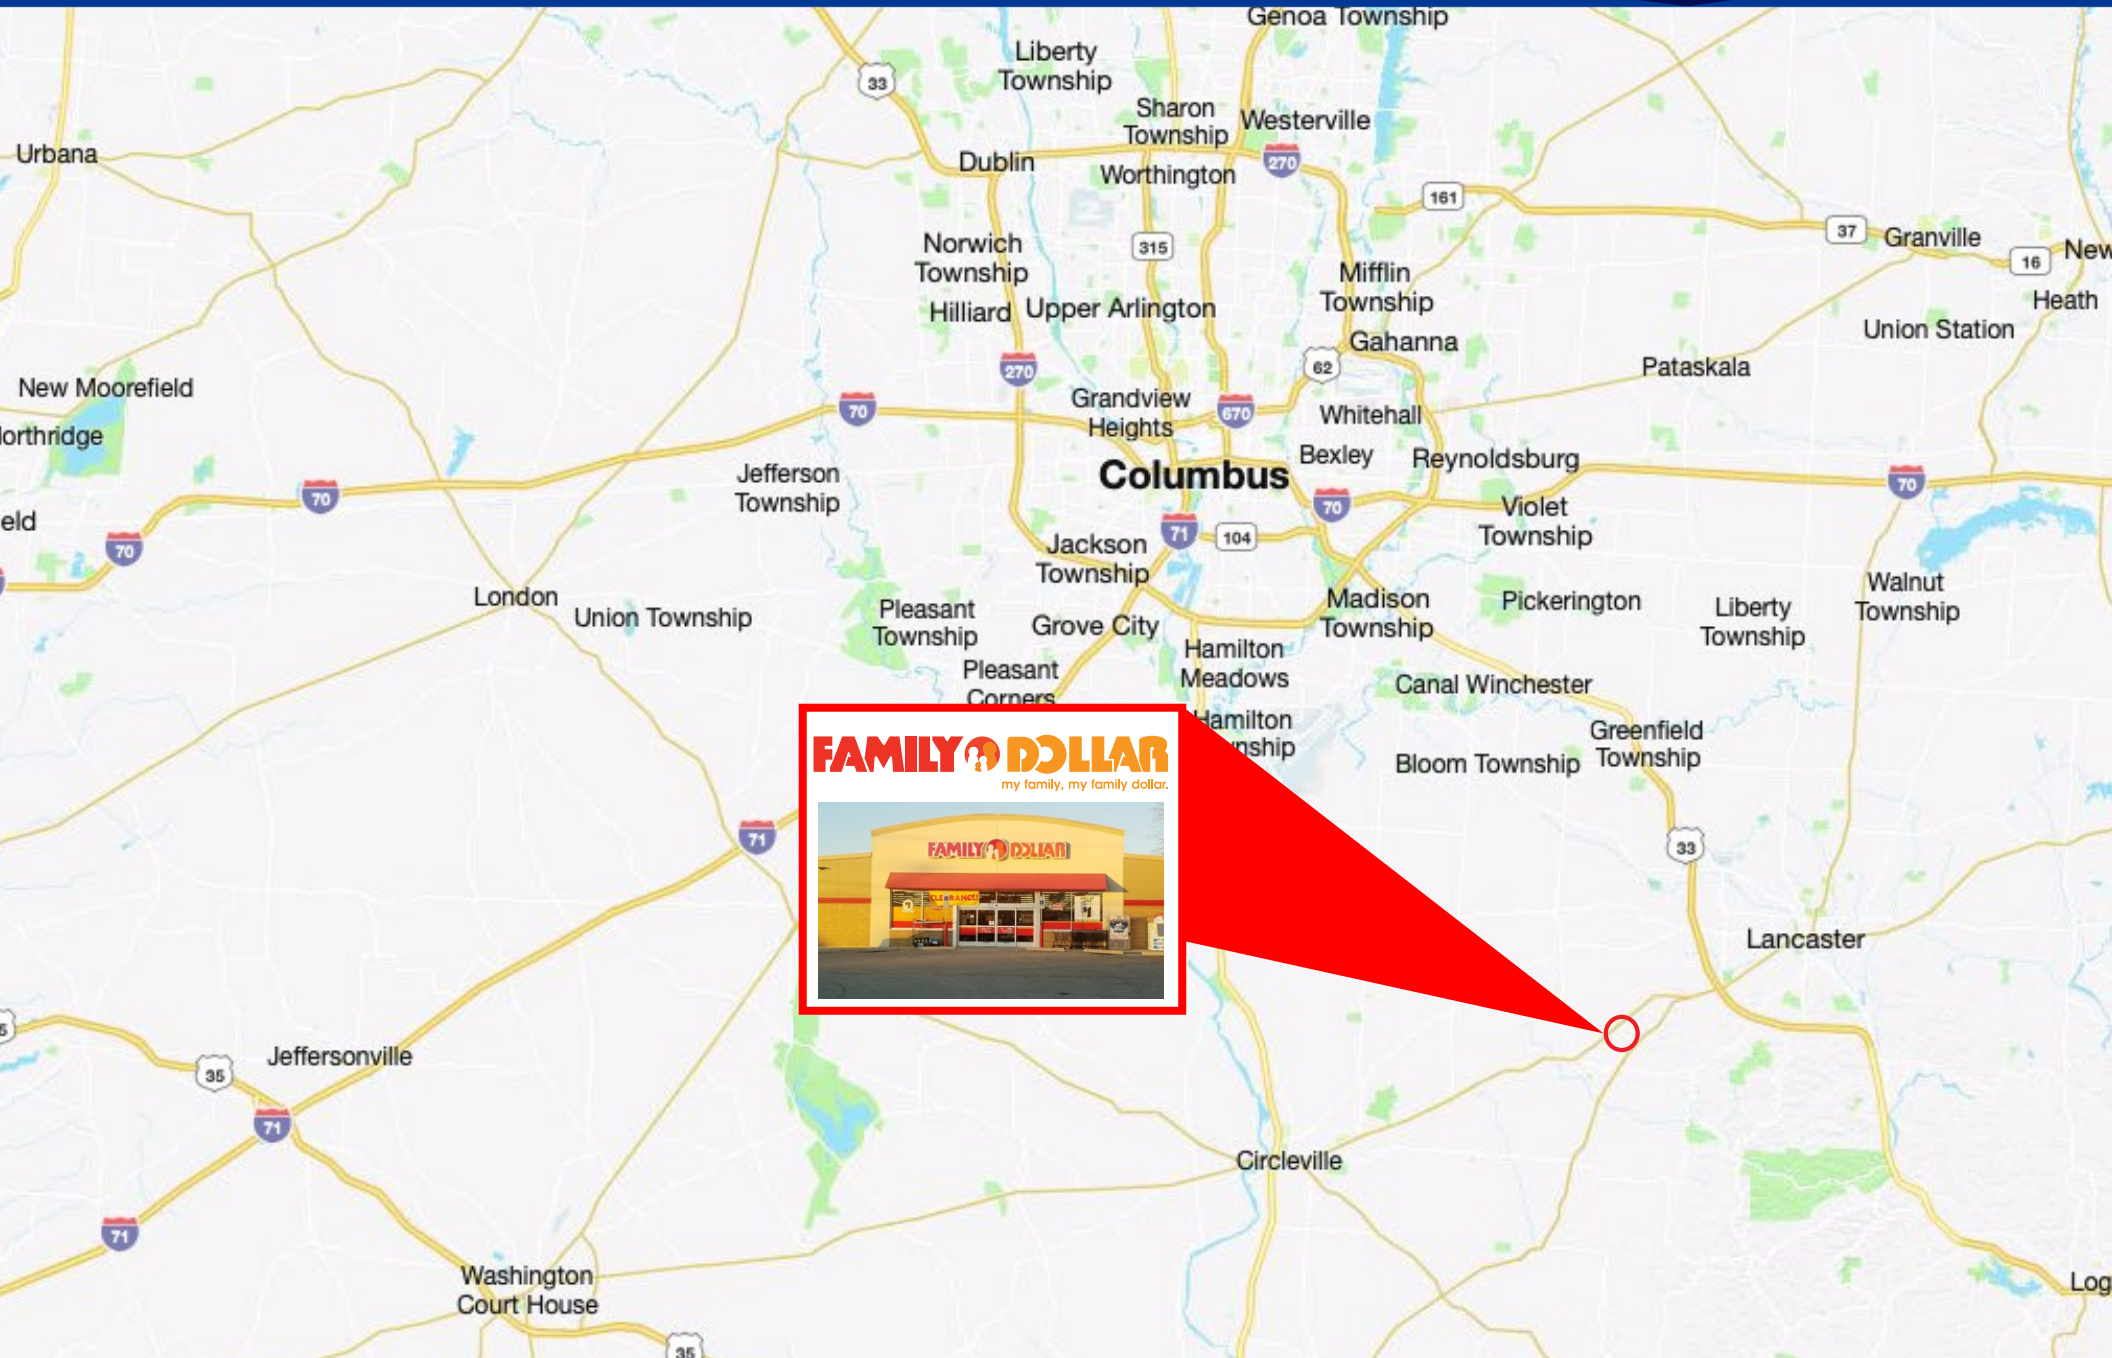 Genoa Township
Liberty
Township
33
Sharon
Township
Westerville
Urbana
Dublin
Worthington
270
161
Norwich
Township
315
37
Granville
16
New
Mifflin
Township
Heath
Hilliard
Upper Arlington
Union Station
Gahanna
270
62
Pataskala
New Moorefield
70
Grandview
Heights
670
Whitehall
orthridge
Bexley
Reynoldsburg
Columbus
Jefferson
Township
70
70
70
Violet
Township
eld
70
71
104
Jackson
Township
London
Union Township
Pleasant
Township
Grove City
Madison
Township
Pickerington
Liberty
Township
Walnut
Township
Hamilton
Meadows
Pleasant
Corners
Canal Winchester
Hamilton
nship
Greenfield
Township
Bloom Township
FAMILY DOLLAR
my family, my family dollar.
FAMILY DOLLAR
CLEARANCE
71
33
Lancaster
5
35
Jeffersonville
71
Circleville
71
Washington
Court House
Log
35